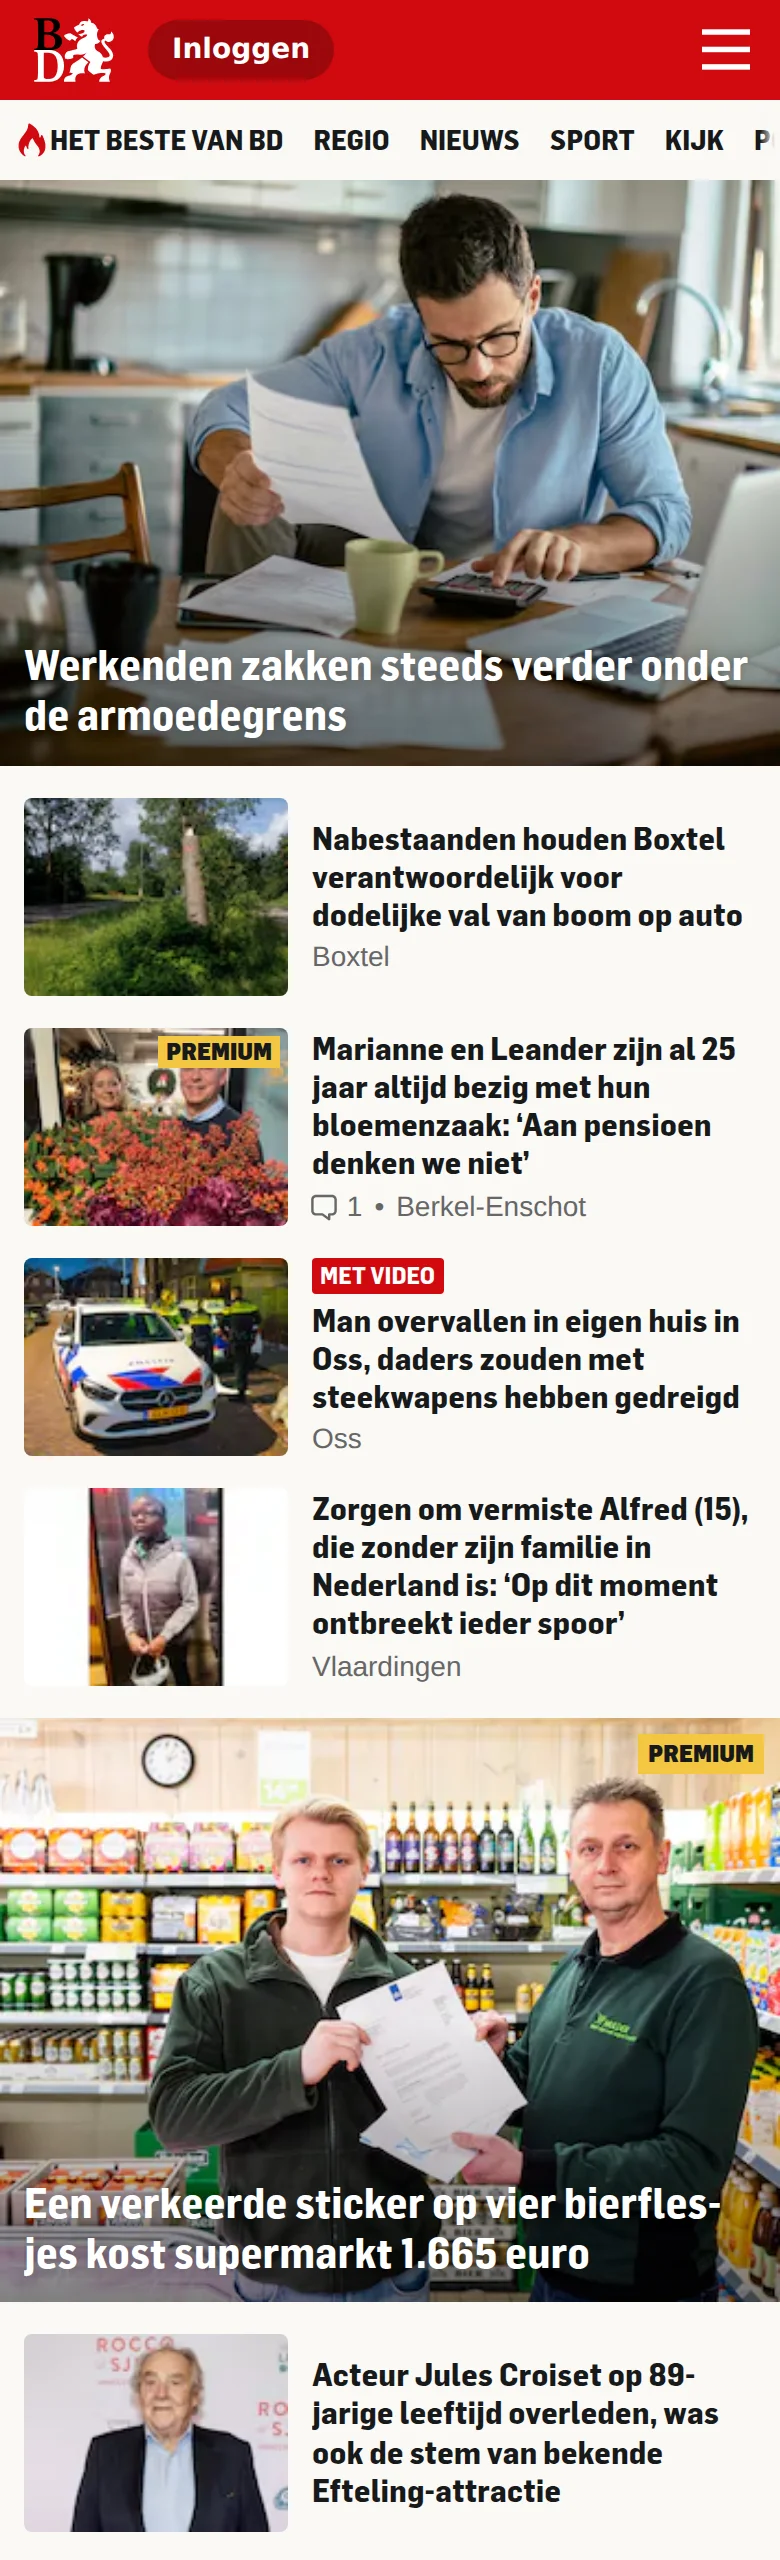 B
D
Inloggen
HET BESTE VAN BD REGIO NIEUWS SPORT KIJK
Werkenden zakken steeds verder onder
de armoedegrens
Nabestaanden houden Boxtel
verantwoordelijk voor
dodelijke val van boom op auto
Boxtel
PREMIUM
Marianne en Leander zijn al 25
jaar altijd bezig met hun
bloemenzaak: ‘Aan pensioen
denken we niet’
1 • Berkel-Enschot
MET VIDEO
Man overvallen in eigen huis in
Oss, daders zouden met
steekwapens hebben gedreigd
Oss
Zorgen om vermiste Alfred (15),
die zonder zijn familie in
Nederland is: ‘Op dit moment
ontbreekt ieder spoor’
Vlaardingen
PREMIUM
Een verkeerde sticker op vier bierfles-
jes kost supermarkt 1.665 euro
ROCCO
SJ
RO
SJ
Acteur Jules Croiset op 89-
jarige leeftijd overleden, was
ook de stem van bekende
Efteling-attractie